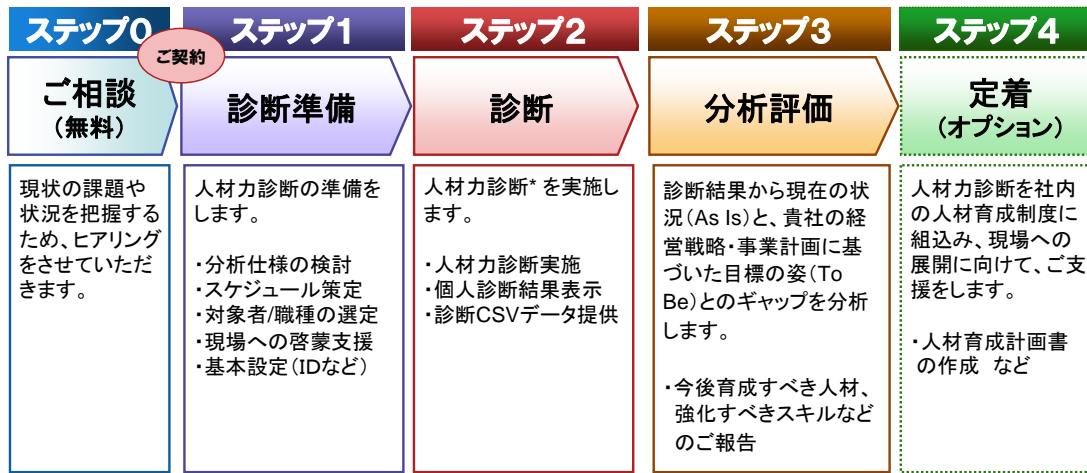 ステップ0
ステップ1
ステップ2
ステップ3
ステップ4
ご契約
ご相談
（無料）
診断準備
診断
分析評価
定着
（オプション）
現状の課題や
状況を把握する
ため、ヒアリング
をさせていただ
きます。
人材力診断の準備を
します。
・分析仕様の検討
・スケジュール策定
・対象者/職種の選定
・現場への啓蒙支援
・基本設定（IDなど）
人材力診断* を実施し
ます。
・人材力診断実施
・個人診断結果表示
・診断CSVデータ提供
診断結果から現在の状
況（As Is）と、貴社の経
営戦略・事業計画に基
づいた目標の姿（To
Be）とのギャップを分析
します。
・今後育成すべき人材、
強化すべきスキルなど
のご報告
人材力診断を社内
の人材育成制度に
組込み、現場への
展開に向けて、ご支
援をします。
・人材育成計画書
の作成 など